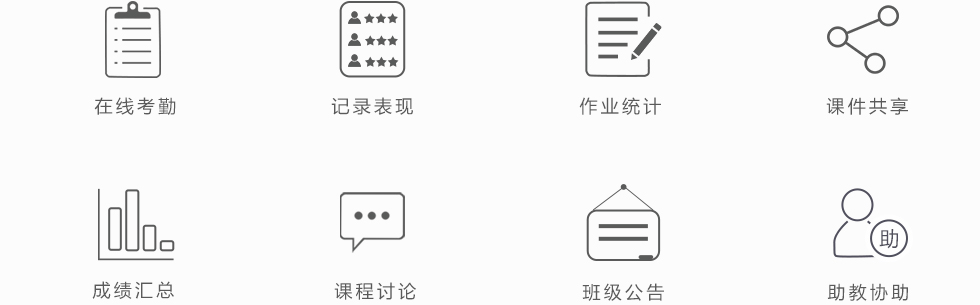 在线考勤
记录表现
作业统计
课件共享
助
成绩汇总
课程讨论
班级公告
助教协助